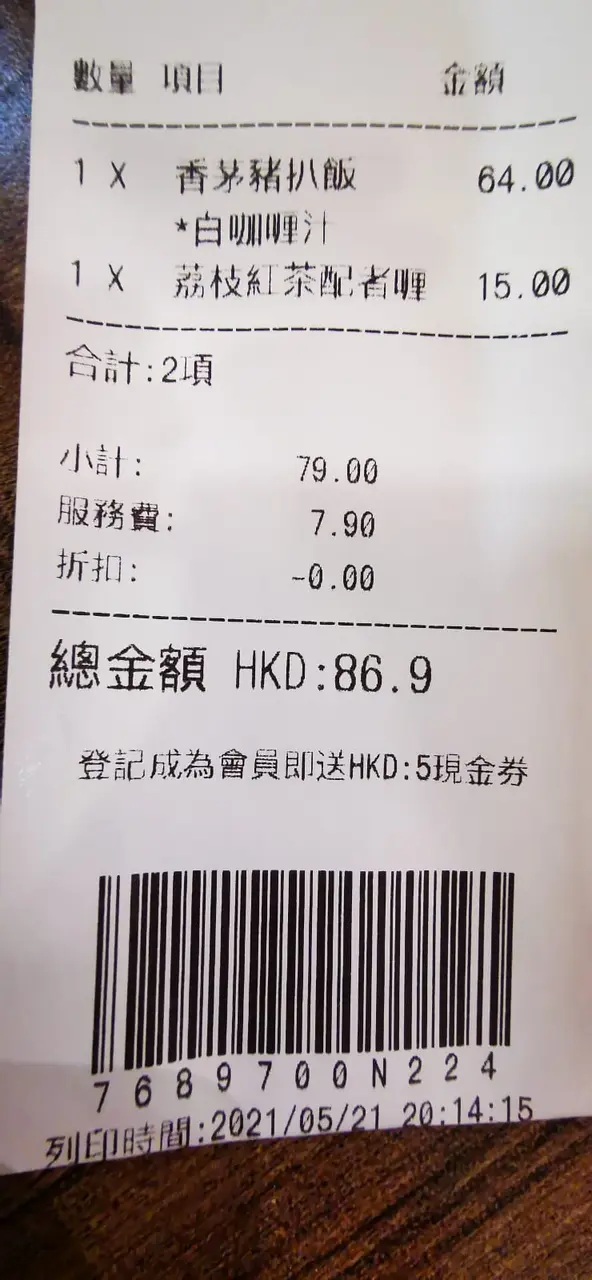 數量 項目 金額
1 X 香茅豬扒飯 64.00
*白咖喱汁
1 X 荔枝紅茶配者喱 15.00
合計:2項
小計: 79.00
服務費: 7.90
折扣: -0.00
總金額 HKD:86.9
登記成為會員即送HKD:5現金券
7689700N224
列印時間:2021/05/21 20:14:15